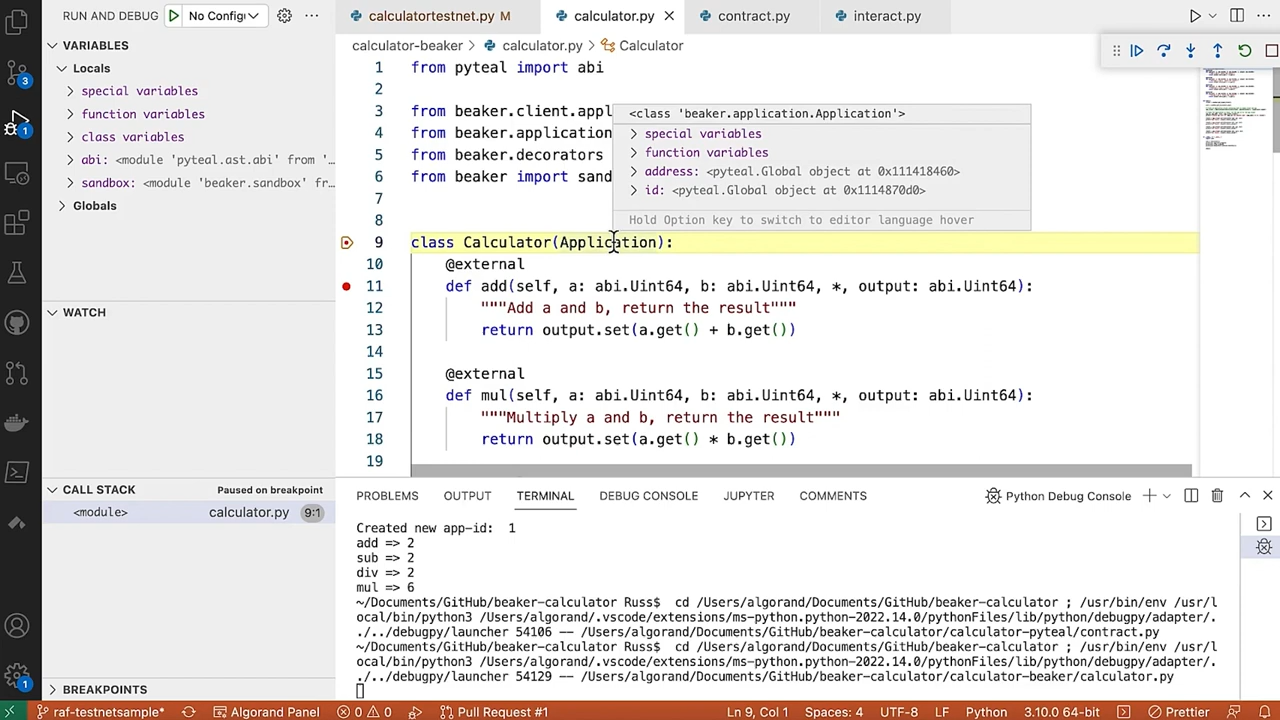 RUN AND DEBUG
No Config
calculatortestnet.py M
calculator.py
contract.py
interact.py
VARIABLES
Locals
special variables
function variables
class variables
abi: <module 'pyteal.ast.abi' from '...
sandbox: <module 'beaker.sandbox' fr...
Globals
WATCH
CALL STACK
Paused on breakpoint
<module>
calculator.py
9:1
BREAKPOINTS
3
1
1
calculator-beaker > calculator.py > Calculator
1 from pyteal import abi
2
3 from beaker.client.appl
4 from beaker.application
5 from beaker.decorators
6 from beaker import sand
7
8
9 class Calculator(Application):
10 @external
11 def add(self, a: abi.Uint64, b: abi.Uint64, *, output: abi.Uint64):
12 """Add a and b, return the result"""
13 return output.set(a.get() + b.get())
14
15 @external
16 def mul(self, a: abi.Uint64, b: abi.Uint64, *, output: abi.Uint64):
17 """Multiply a and b, return the result"""
18 return output.set(a.get() * b.get())
19
<class 'beaker.application.Application'>
special variables
function variables
address: <pyteal.Global object at 0x111418460>
id: <pyteal.Global object at 0x1114870d0>
Hold Option key to switch to editor language hover
PROBLEMS
OUTPUT
TERMINAL
DEBUG CONSOLE
JUPYTER
COMMENTS
Python Debug Console
Created new app-id: 1
add => 2
sub => 2
div => 2
mul => 6
~/Documents/GitHub/beaker-calculator Russ$ cd /Users/algorand/Documents/GitHub/beaker-calculator ; /usr/bin/env /usr/l
ocal/bin/python3 /Users/algorand/.vscode/extensions/ms-python.python-2022.14.0/pythonFiles/lib/python/debugpy/adapter/.
./../debugpy/launcher 54106 -- /Users/algorand/Documents/GitHub/beaker-calculator/calculator-pyteal/contract.py
~/Documents/GitHub/beaker-calculator Russ$ cd /Users/algorand/Documents/GitHub/beaker-calculator ; /usr/bin/env /usr/l
ocal/bin/python3 /Users/algorand/.vscode/extensions/ms-python.python-2022.14.0/pythonFiles/lib/python/debugpy/adapter/.
./../debugpy/launcher 54129 -- /Users/algorand/Documents/GitHub/beaker-calculator/calculator-beaker/calculator.py
raf-testnetsample*
Algorand Panel
0
0
Pull Request #1
Ln 9, Col 1
Spaces: 4
UTF-8
LF
Python
3.10.0 64-bit
Prettier